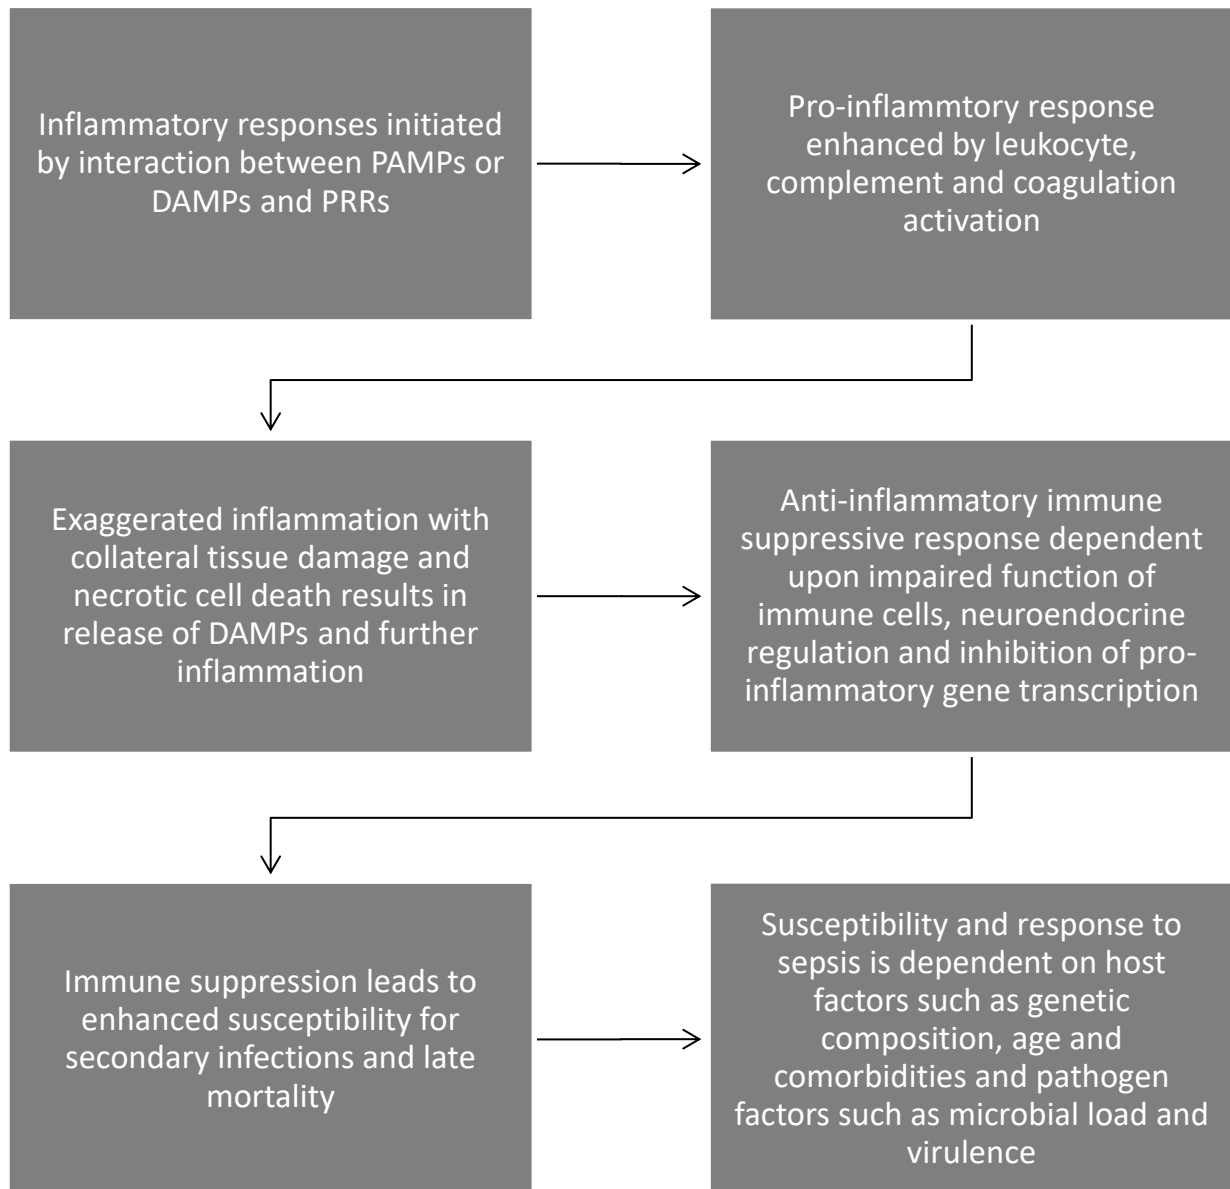 Inflammatory responses initiated
by interaction between PAMPs or
DAMPs and PRRs
Pro-inflammtory response
enhanced by leukocyte,
complement and coagulation
activation
Exaggerated inflammation with
collateral tissue damage and
necrotic cell death results in
release of DAMPs and further
inflammation
Anti-inflammatory immune
suppressive response dependent
upon impaired function of
immune cells, neuroendocrine
regulation and inhibition of pro-
inflammatory gene transcription
Immune suppression leads to
enhanced susceptibility for
secondary infections and late
mortality
Susceptibility and response to
sepsis is dependent on host
factors such as genetic
composition, age and
comorbidities and pathogen
factors such as microbial load and
virulence